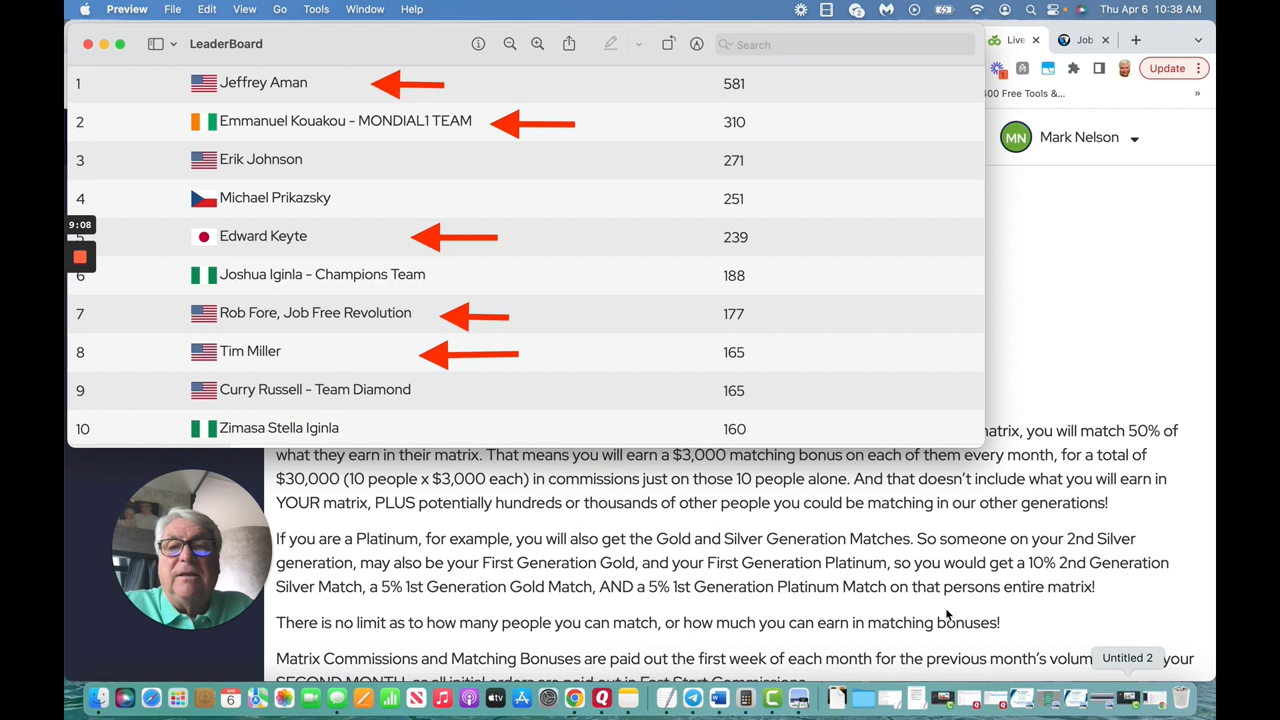 Preview File Edit View Go Tools Window Help Thu Apr 6 10:38 AM
LeaderBoard Search
Live Job
Update
400 Free Tools &...
MN Mark Nelson
1 Jeffrey Aman 581
2 Emmanuel Kouakou - MONDIAL1 TEAM 310
3 Erik Johnson 271
4 Michael Prikazsky 251
9:08
5 Edward Keyte 239
6 Joshua Iginla - Champions Team 188
7 Rob Fore, Job Free Revolution 177
8 Tim Miller 165
9 Curry Russell - Team Diamond 165
10 Zimasa Stella Iginla 160
matrix, you will match 50% of
what they earn in their matrix. That means you will earn a $3,000 matching bonus on each of them every month, for a total of
$30,000 (10 people x $3,000 each) in commissions just on those 10 people alone. And that doesn't include what you will earn in
YOUR matrix, PLUS potentially hundreds or thousands of other people you could be matching in our other generations!
If you are a Platinum, for example, you will also get the Gold and Silver Generation Matches. So someone on your 2nd Silver
generation, may also be your First Generation Gold, and your First Generation Platinum, so you would get a 10% 2nd Generation
Silver Match, a 5% 1st Generation Gold Match, AND a 5% 1st Generation Platinum Match on that persons entire matrix!
There is no limit as to how many people you can match, or how much you can earn in matching bonuses!
Matrix Commissions and Matching Bonuses are paid out the first week of each month for the previous month's volum your
Untitled 2